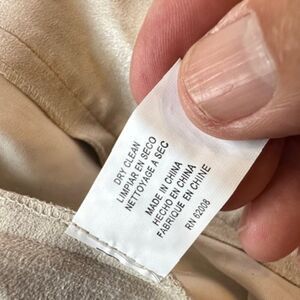 DRY CLEAN
LIMPIAR EN SECO
NETTOYAGE A SEC
MADE IN CHINA
HECHO EN CHINA
FABRIQUE EN CHINE
RN 62008